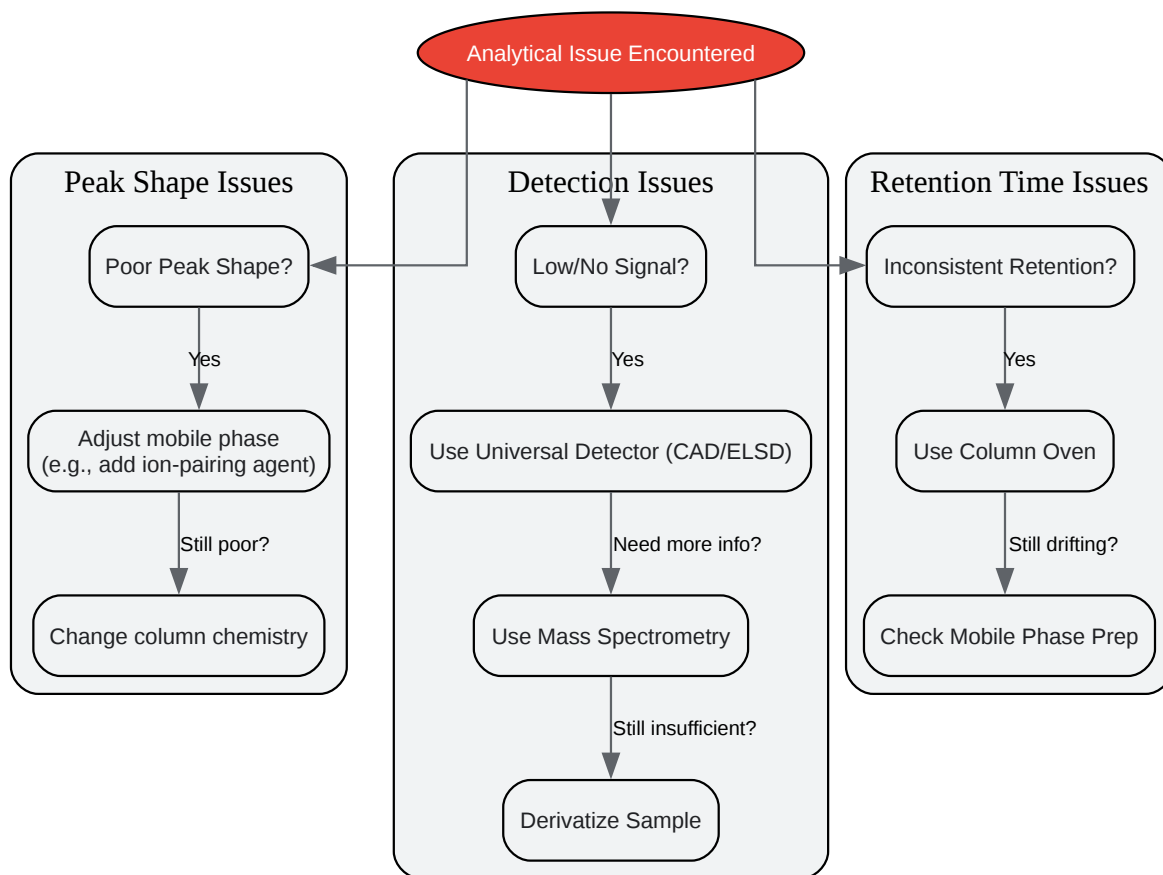 Analytical Issue Encountered
Peak Shape Issues
Poor Peak Shape?
Yes
Adjust mobile phase
(e.g., add ion-pairing agent)
Still poor?
Change column chemistry
Detection Issues
Low/No Signal?
Yes
Use Universal Detector (CAD/ELSD)
Need more info?
Use Mass Spectrometry
Still insufficient?
Derivatize Sample
Retention Time Issues
Inconsistent Retention?
Yes
Use Column Oven
Still drifting?
Check Mobile Phase Prep